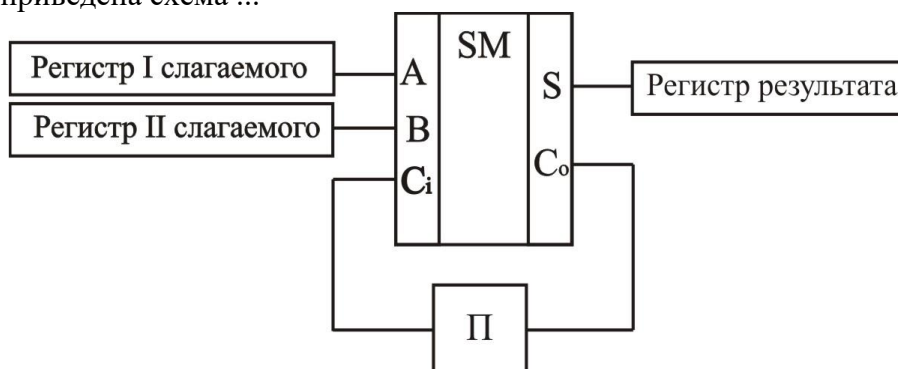 приведена схема ...
Регистр I слагаемого
Регистр II слагаемого
A
B
Ci
SM
S
Co
Регистр результата
П